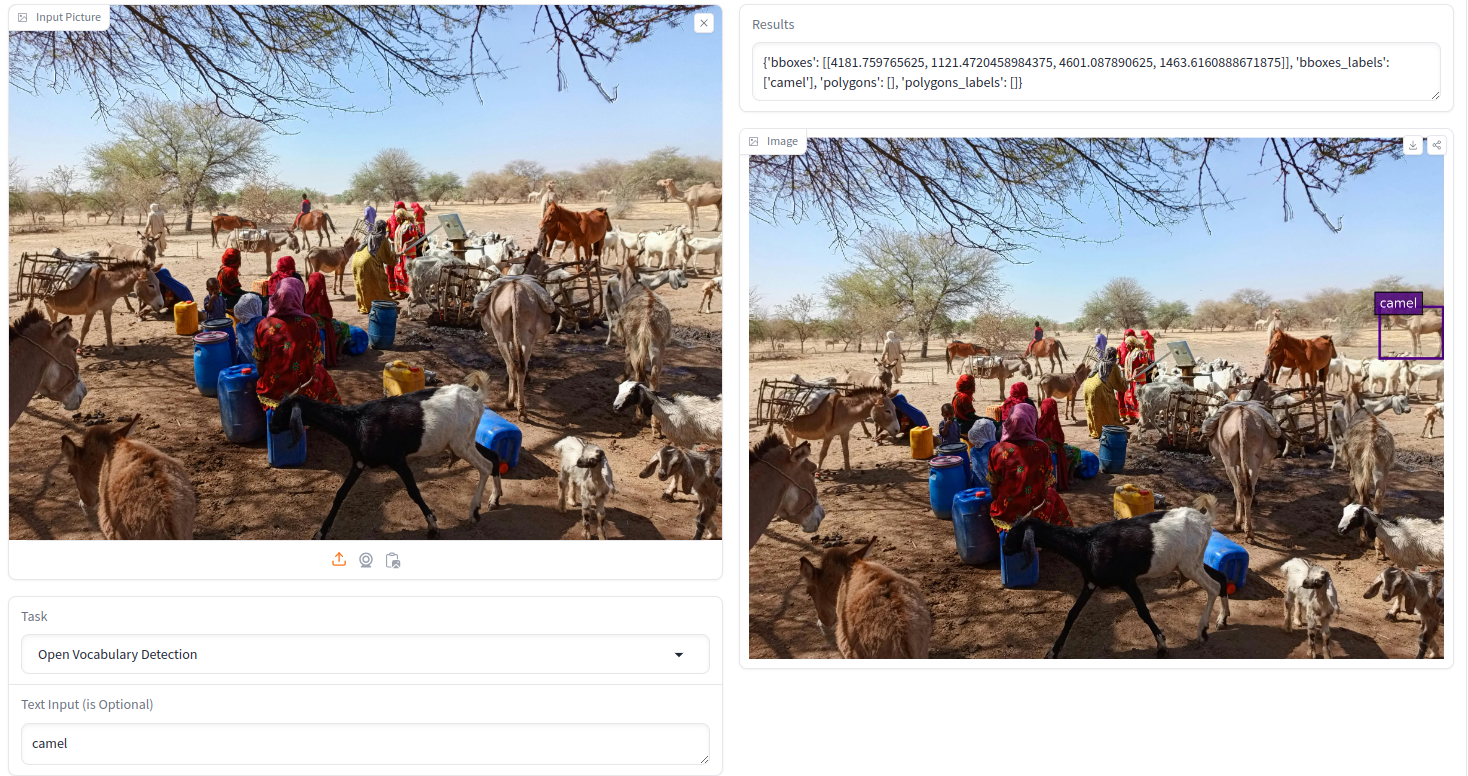 Input Picture
Task
Open Vocabulary Detection
Text Input (is Optional)
camel
Results
{'bboxes': [[4181.759765625, 1121.4720458984375, 4601.087890625, 1463.6160888671875]], 'bboxes_labels':
['camel'], 'polygons': [], 'polygons_labels': []}
Image
camel